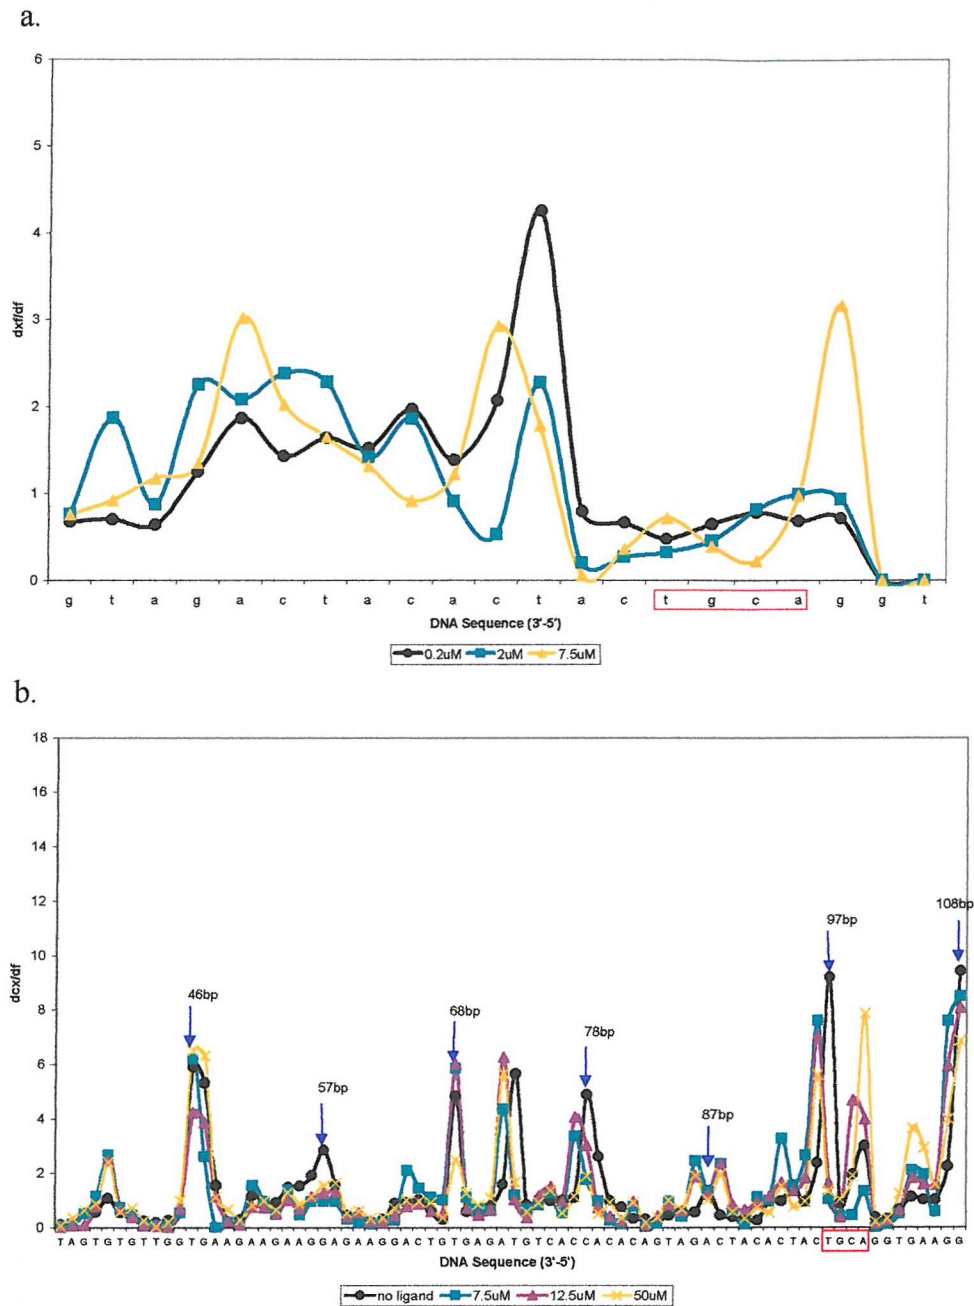 a.
6
5
4
3
2
1
0
dxf/df
g t a g a c t a c a c t a c t g c a g g t
DNA Sequence (3'-5')
0.2uM 2uM 7.5uM
b.
18
16
14
12
10
8
6
4
2
0
dcx/df
46bp
57bp
68bp
78bp
87bp
97bp
108bp
T A G T G T G T T G G T G A A G A A G A A G G A G A A G G A C T G T G A G A T G T C A C C A C A C A G T A G A C T A C A C T A C T G C A G G T G A A G G
DNA Sequence (3'-5')
no ligand 7.5uM 12.5uM 50uM